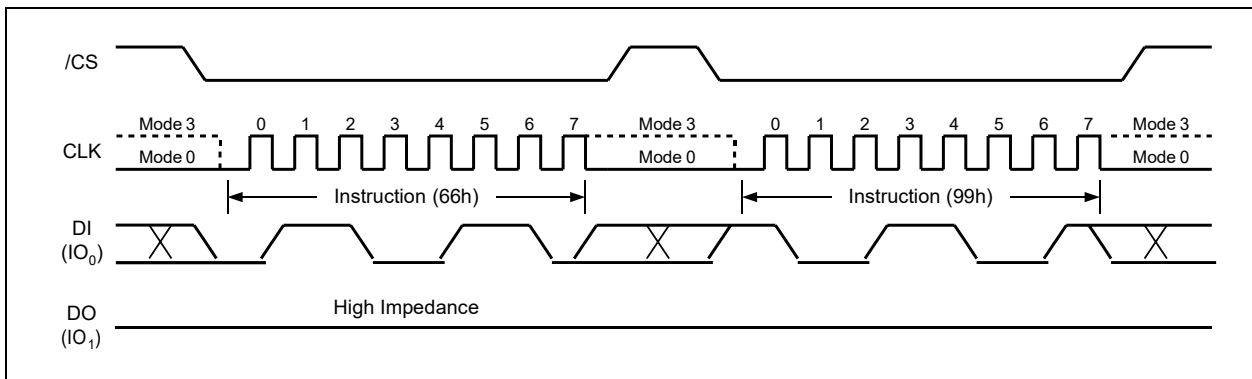 /CS
Mode 3 0 1 2 3 4 5 6 7 Mode 3 0 1 2 3 4 5 6 7 Mode 3
CLK
Mode 0 Mode 0 Mode 0
Instruction (66h) Instruction (99h)
DI
(IO0)
High Impedance
DO
(IO1)